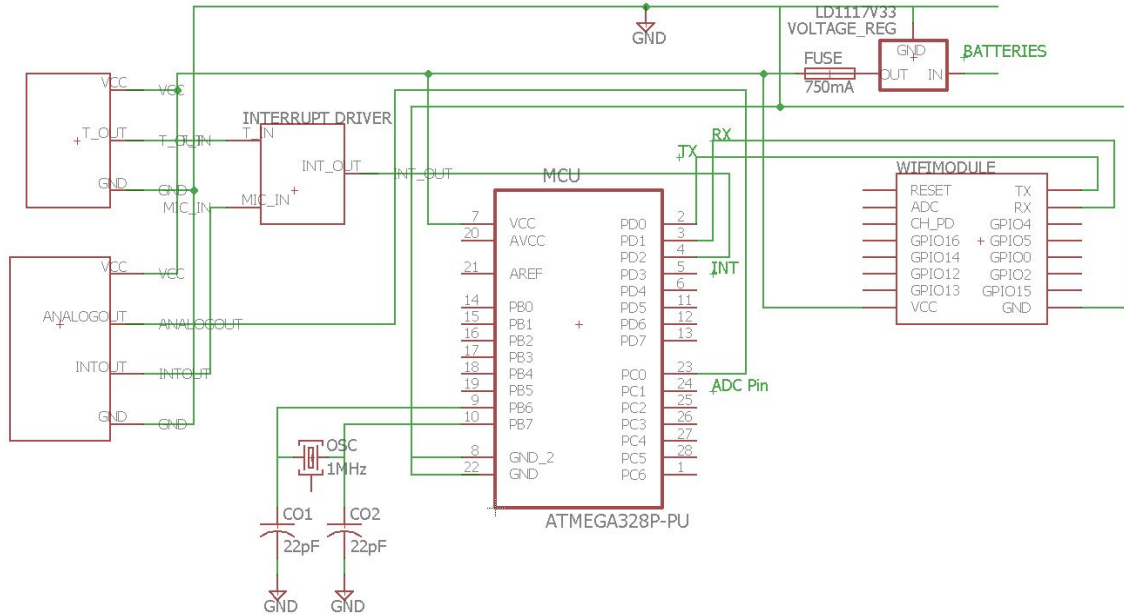 LD1117V33
VOLTAGE_REG
GND
GND
BATTERIES
FUSE
OUT
IN
750mA
VCC
VCC
T_OUT
T_IN
GND
GND
MIC_IN
INTERRUPT DRIVER
T_IN
INT_OUT
INT_OUT
MIC_IN
VCC
VCC
ANALOGOUT
ANALOGOUT
INTOUT
INTOUT
GND
GND
MCU
7 VCC
20 AVCC
21 AREF
14 PB0
15 PB1
16 PB2
17 PB3
18 PB4
19 PB5
9 PB6
10 PB7
8 GND_2
22 GND
PD0 2
PD1 3
PD2 4
PD3 5
PD4 6
PD5 11
PD6 12
PD7 13
PC0 23
PC1 24
PC2 25
PC3 26
PC4 27
PC5 28
PC6 1
ATMEGA328P-PU
RX
TX
INT
ADC Pin
WIFIMODULE
RESET TX
ADC RX
CH_PD GPIO4
GPIO16 GPIO5
GPIO14 GPIO0
GPIO12 GPIO2
GPIO13 GPIO15
VCC GND
OSC
1MHz
CO1
22pF
CO2
22pF
GND
GND